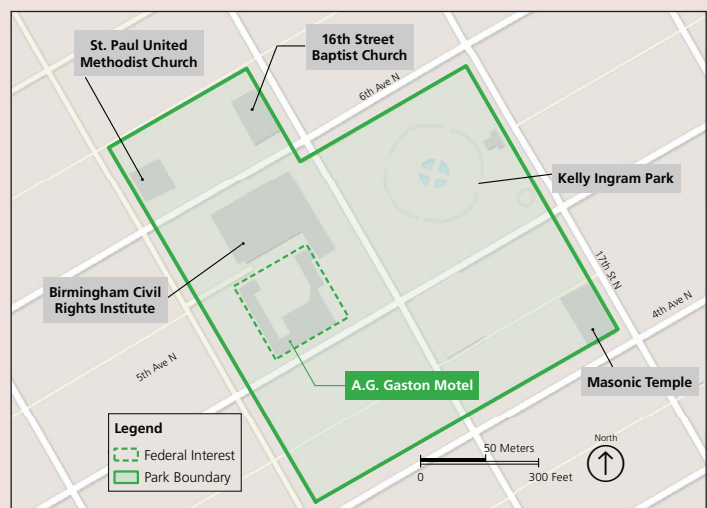 St. Paul United
Methodist Church
16th Street
Baptist Church
6th Ave N
Kelly Ingram Park
17th St N
Birmingham Civil
Rights Institute
4th Ave N
5th Ave N
A.G. Gaston Motel
Masonic Temple
Legend
Federal Interest
Park Boundary
50 Meters
0
300 Feet
North